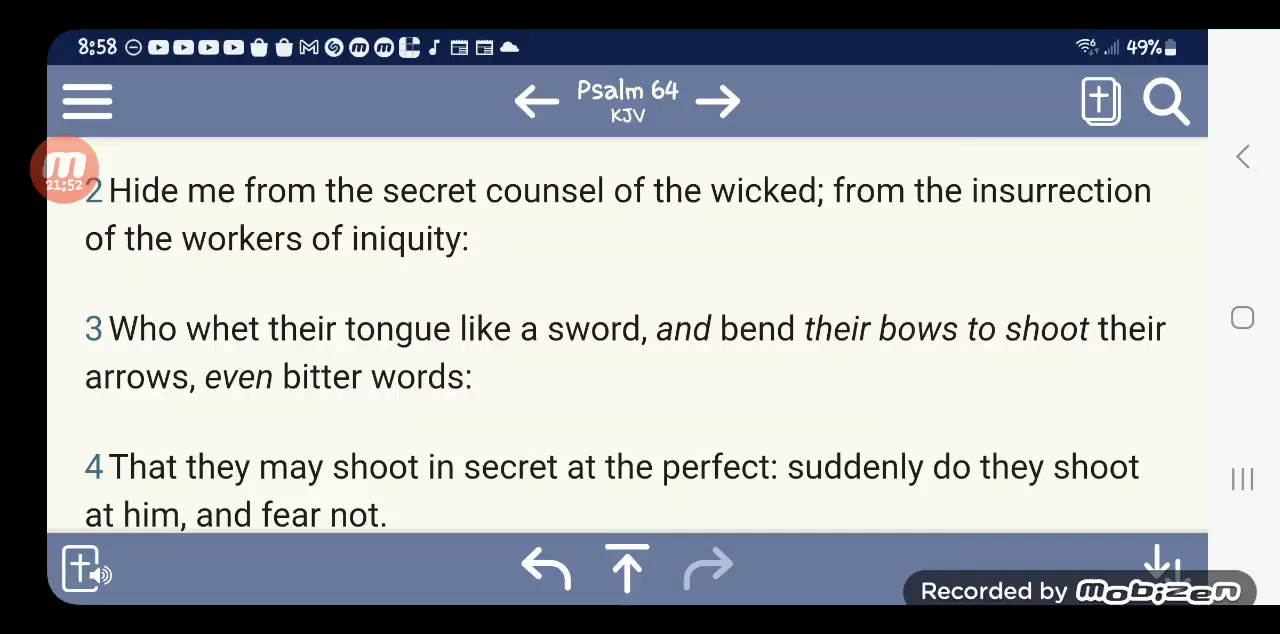 8:58 49%
Psalm 64
KJV
21:52
2 Hide me from the secret counsel of the wicked; from the insurrection
of the workers of iniquity:
3 Who whet their tongue like a sword, and bend their bows to shoot their
arrows, even bitter words:
4 That they may shoot in secret at the perfect: suddenly do they shoot
at him, and fear not.
Recorded by mobizen